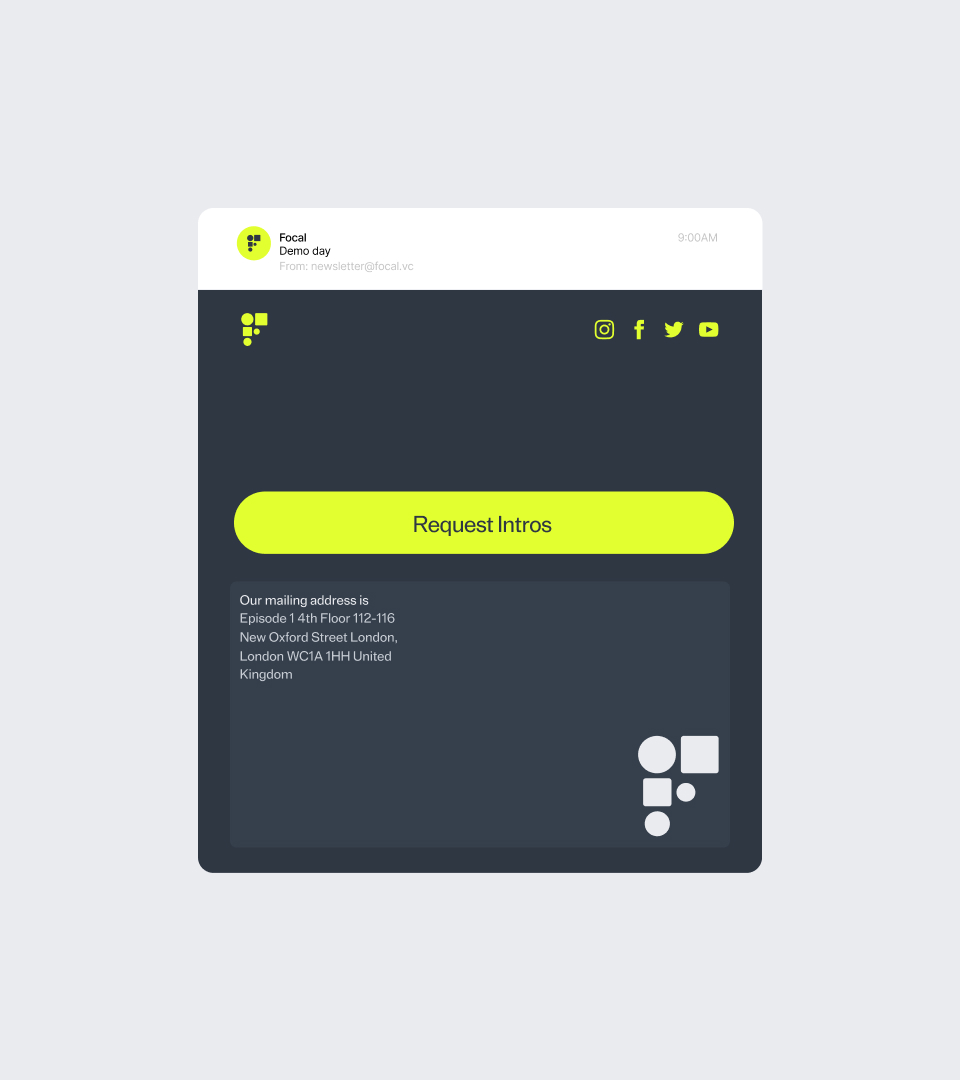 Focal
9:00AM
Demo day
From: newsletter@focal.vc
Request Intros
Our mailing address is
Episode 1 4th Floor 112-116
New Oxford Street London,
London WC1A 1HH United
Kingdom